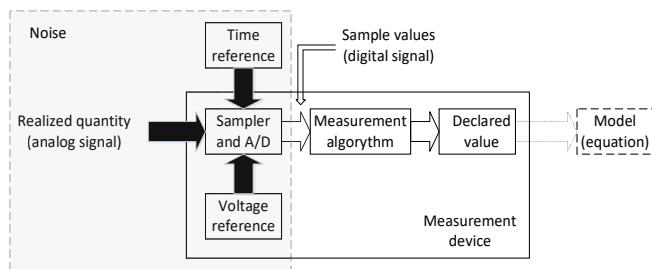 Noise
Time
reference
Sample values
(digital signal)
Realized quantity
(analog signal)
Sampler
and A/D
Measurement
algorythm
Declared
value
Model
(equation)
Voltage
reference
Measurement
device